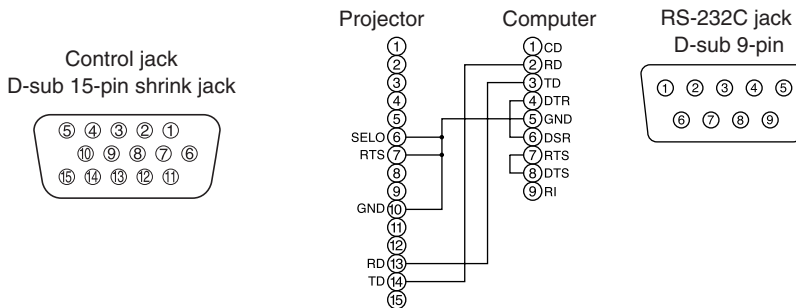 Control jack
D-sub 15-pin shrink jack
⑤ ④ ③ ② ①
⑩ ⑨ ⑧ ⑦ ⑥
⑮ ⑭ ⑬ ⑫ ⑪
Projector
①
②
③
④
⑤
SELO ⑥
RTS ⑦
⑧
⑨
GND ⑩
⑪
⑫
RD ⑬
TD ⑭
⑮
Computer
① CD
② RD
③ TD
④ DTR
⑤ GND
⑥ DSR
⑦ RTS
⑧ DTS
⑨ RI
RS-232C jack
D-sub 9-pin
① ② ③ ④ ⑤
⑥ ⑦ ⑧ ⑨